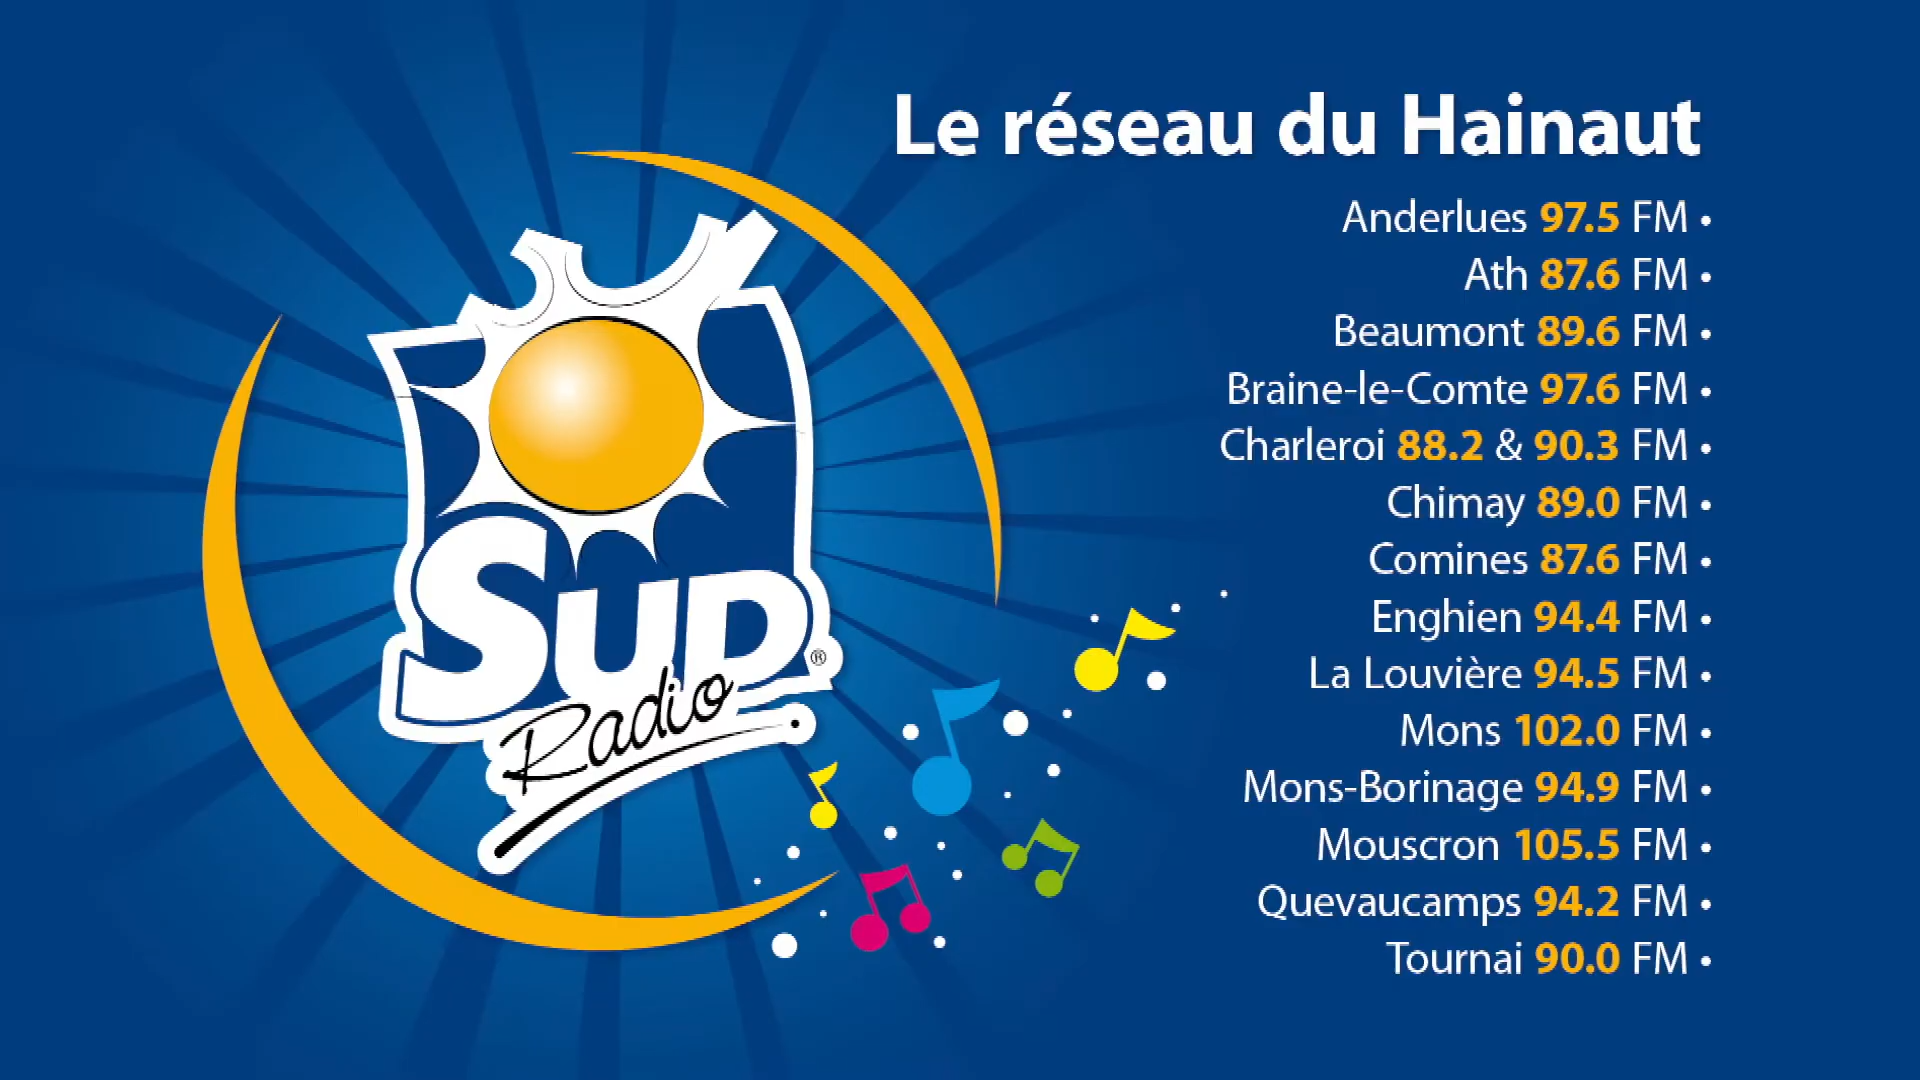 Le réseau du Hainaut
Anderlues 97.5 FM •
Ath 87.6 FM •
Beaumont 89.6 FM •
Braine-le-Comte 97.6 FM •
Charleroi 88.2 & 90.3 FM •
Chimay 89.0 FM •
Comines 87.6 FM •
Enghien 94.4 FM •
La Louvière 94.5 FM •
Mons 102.0 FM •
Mons-Borinage 94.9 FM •
Mouscron 105.5 FM •
Quevaucamps 94.2 FM •
Tournai 90.0 FM •
SUD ®
Radio